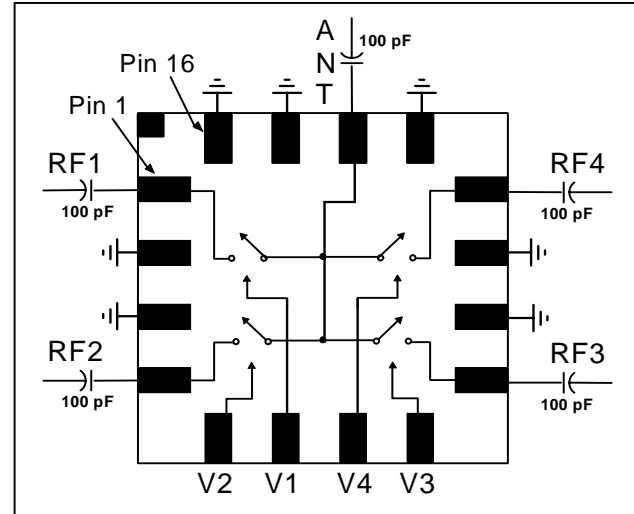 A
N
T
100 pF
Pin 16
Pin 1
RF1
100 pF
RF4
100 pF
RF2
100 pF
RF3
100 pF
V2 V1 V4 V3